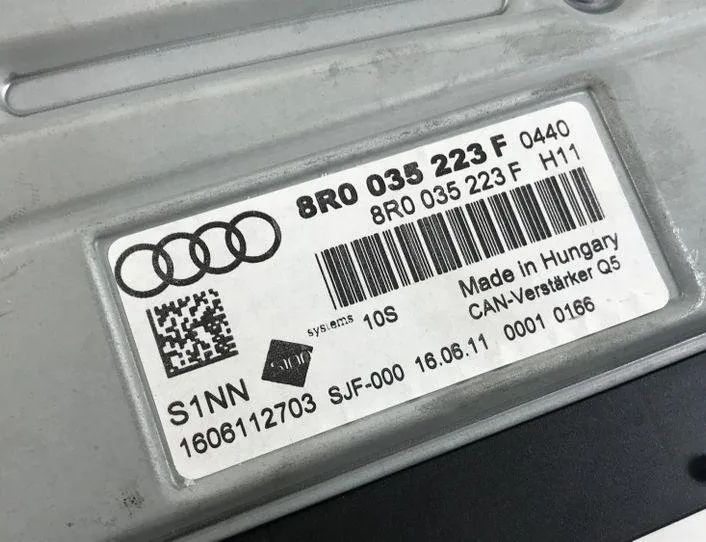 8R0 035 223 F 0440
8R0 035 223 F H11
Made in Hungary
systems 10S CAN-Verstärker Q5
S1NN SJF-000 16.06.11 0001 0166
1606112703